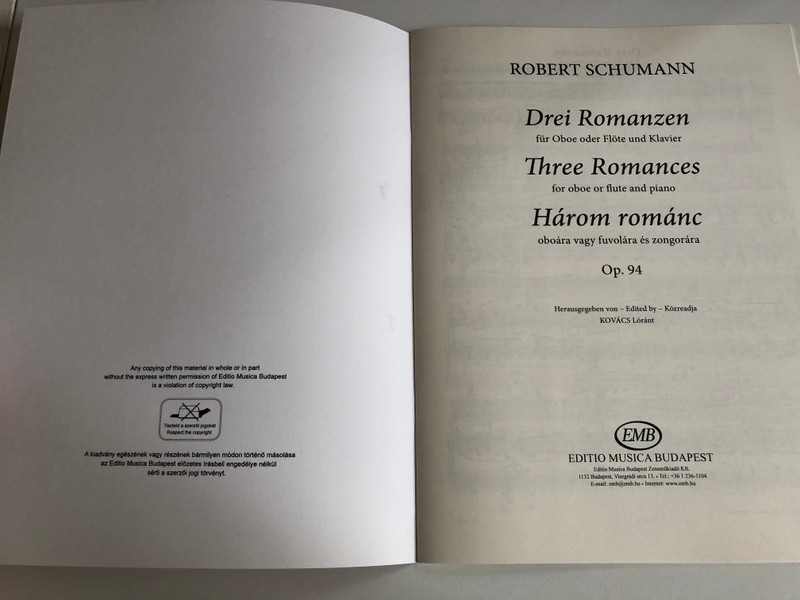 Any copying of this material in whole or in part
without the express written permission of Editio Musica Budapest
is a violation of copyright law.
Tiszteld a szerzői jogokat
Respect the copyright
A kiadvány egészének vagy részének bármilyen módon történő másolása
az Editio Musica Budapest előzetes írásbeli engedélye nélkül
sérti a szerzői jogi törvényt.
ROBERT SCHUMANN
Drei Romanzen
für Oboe oder Flöte und Klavier
Three Romances
for oboe or flute and piano
Három románc
oboára vagy fuvolára és zongorára
Op. 94
Herausgegeben von – Edited by – Közreadja
KOVÁCS Lóránt
EMB
EDITIO MUSICA BUDAPEST
Editio Musica Budapest Zeneműkiadó Kft.
1132 Budapest, Visegrádi utca 13. • Tel.: +36 1 236-1104
E-mail: emb@emb.hu • Internet: www.emb.hu